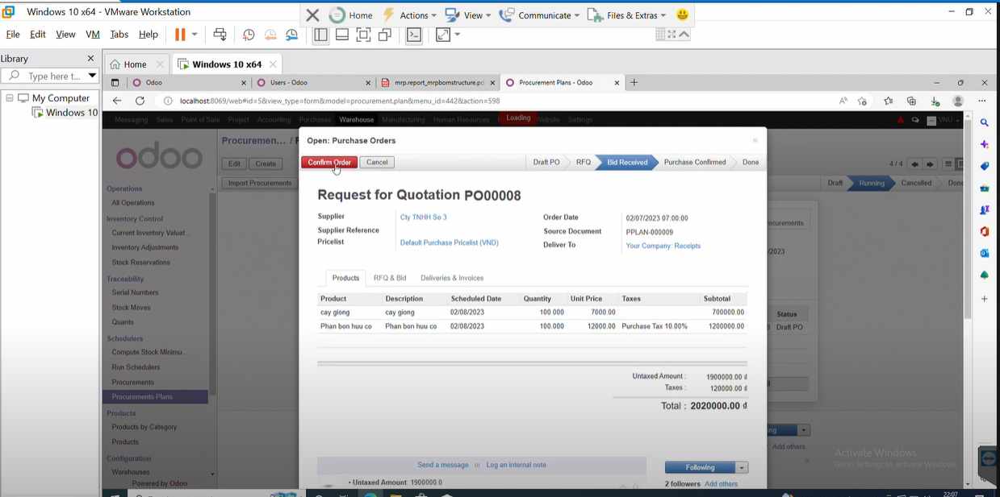 Windows 10 x64 - VMware Workstation
Home Actions View Communicate Files & Extras
File Edit View VM Tabs Help
Library
Type here t...
My Computer
Windows 10
Home Windows 10 x64
Odoo Users - Odoo mrp.report_mrpbomstructure.pd Procurement Plans - Odoo
localhost:8069/web#id=5&view_type=form&model=procurement.plan&menu_id=442&action=598
Messaging Sales Point of Sale Project Accounting Purchases Warehouse Manufacturing Human Resources Loading Website Settings VNU
odoo
Operations
All Operations
Inventory Control
Current Inventory Valuat...
Inventory Adjustments
Stock Reservations
Traceability
Serial Numbers
Stock Moves
Quants
Schedulers
Compute Stock Minimu...
Run Schedulers
Procurements
Procurements Plans
Products
Products by Category
Products
Configuration
Warehouses
Powered by Odoo
Procuremen... /
Edit Create
4 / 4
Import Procurements
Draft Running Cancelled Done
Open: Purchase Orders
Confirm Order Cancel
Draft PO RFQ Bid Received Purchase Confirmed Done
Request for Quotation PO00008
Supplier Cty TNHH So 3
Supplier Reference
Pricelist Default Purchase Pricelist (VND)
Order Date 02/07/2023 07:00:00
Source Document PPLAN-000009
Deliver To Your Company: Receipts
Products RFQ & Bid Deliveries & Invoices
Product Description Scheduled Date Quantity Unit Price Taxes Subtotal
cay giong cay giong 02/08/2023 100.000 7000.00 700000.00
Phan bon huu co Phan bon huu co 02/08/2023 100.000 12000.00 Purchase Tax 10.00% 1200000.00
Untaxed Amount : 1900000.00 đ
Taxes : 120000.00 đ
Total : 2020000.00 đ
Send a message or Log an internal note
Following
• Untaxed Amount: 1900000.0
2 followers Add others
ocurements
/2023
Status
Draft PO
Add others
Activate Windows
Go to Settings to activate Windows.
22:07